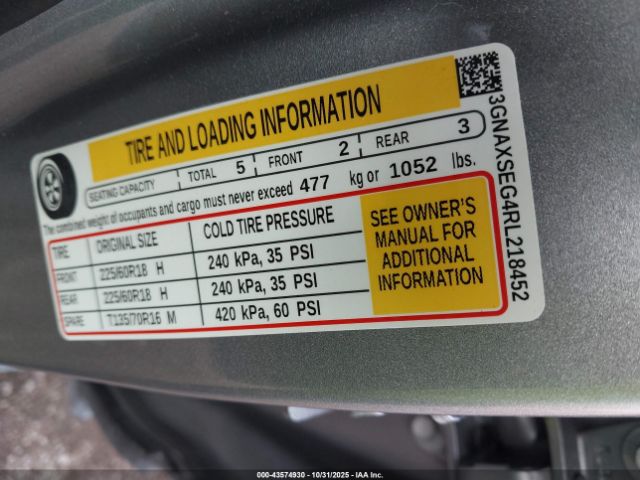 TIRE AND LOADING INFORMATION
SEATING CAPACITY TOTAL 5 FRONT 2 REAR 3
The combined weight of occupants and cargo must never exceed 477 kg or 1052 lbs.
TIRE ORIGINAL SIZE COLD TIRE PRESSURE
FRONT 225/60R18 H 240 kPa, 35 PSI
REAR 225/60R18 H 240 kPa, 35 PSI
SPARE T135/70R16 M 420 kPa, 60 PSI
SEE OWNER'S
MANUAL FOR
ADDITIONAL
INFORMATION
3GNAXSEG4RL218452
000-43574930 - 10/31/2025 - IAA Inc.